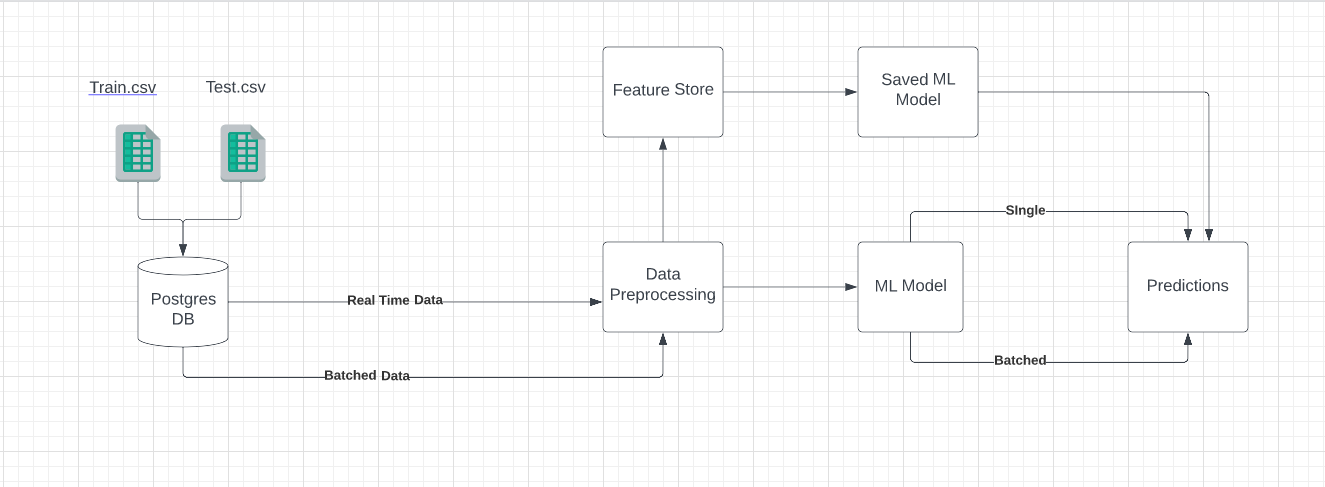 Train.csv
Test.csv
Feature Store
Saved ML
Model
SIngle
Postgres
DB
Real Time Data
Data
Preprocessing
ML Model
Predictions
Batched Data
Batched